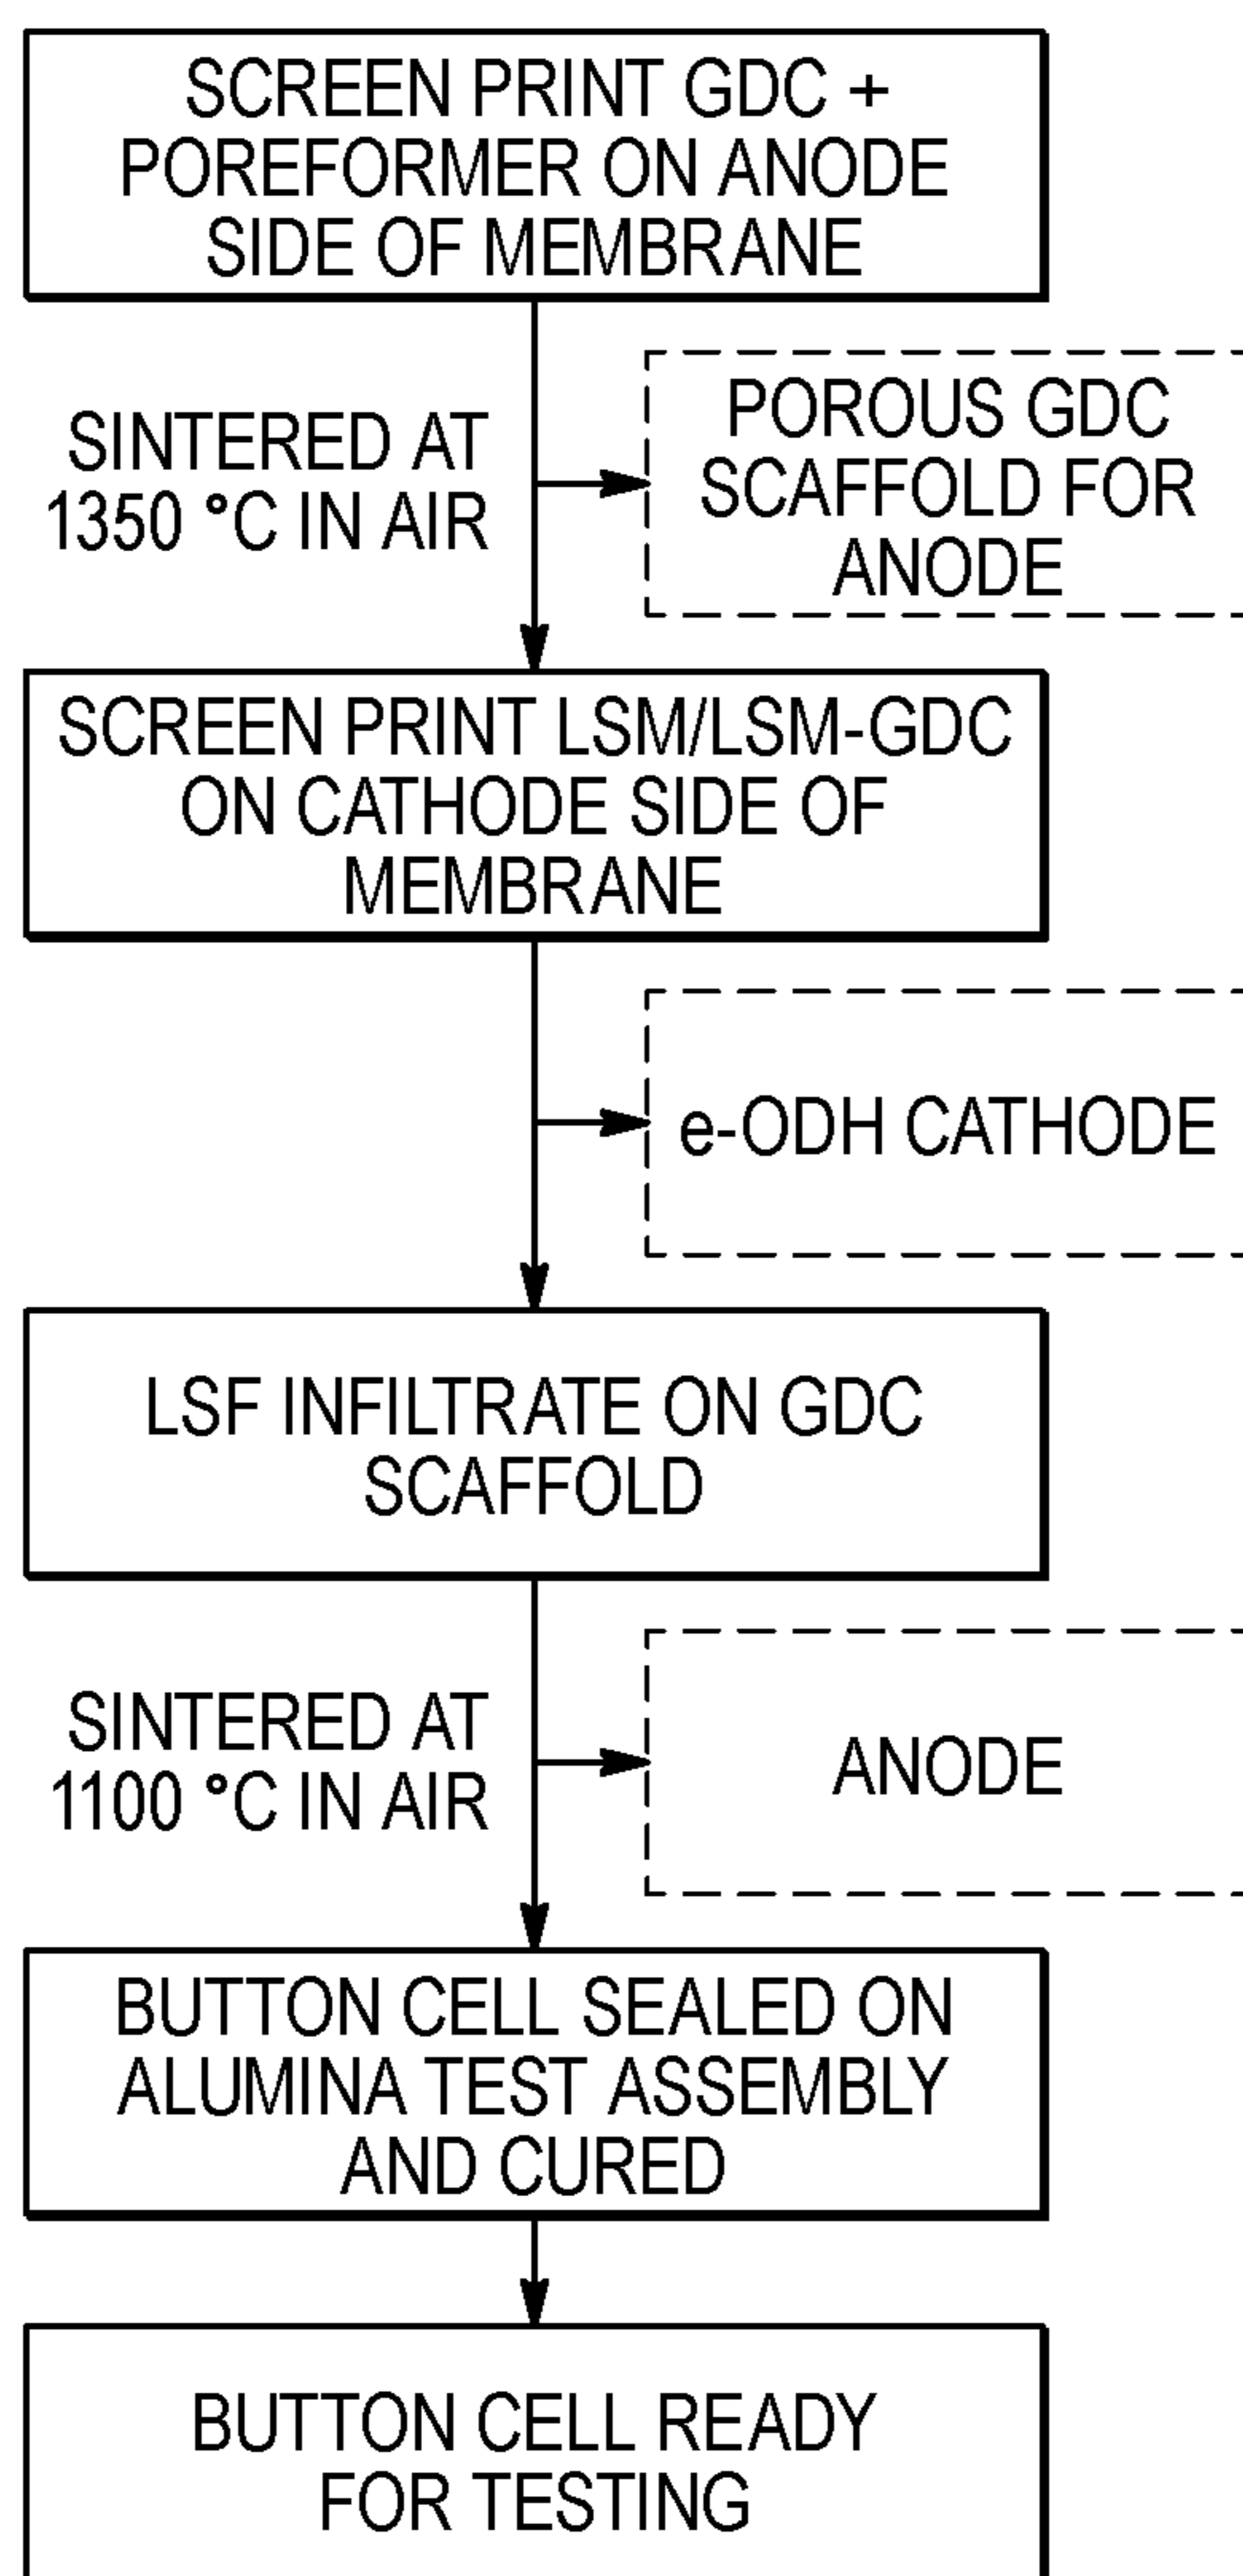 SCREEN PRINT GDC +
POREFORMER ON ANODE
SIDE OF MEMBRANE
SINTERED AT
1350 °C IN AIR
POROUS GDC
SCAFFOLD FOR
ANODE
SCREEN PRINT LSM/LSM-GDC
ON CATHODE SIDE OF
MEMBRANE
e-ODH CATHODE
LSF INFILTRATE ON GDC
SCAFFOLD
SINTERED AT
1100 °C IN AIR
ANODE
BUTTON CELL SEALED ON
ALUMINA TEST ASSEMBLY
AND CURED
BUTTON CELL READY
FOR TESTING